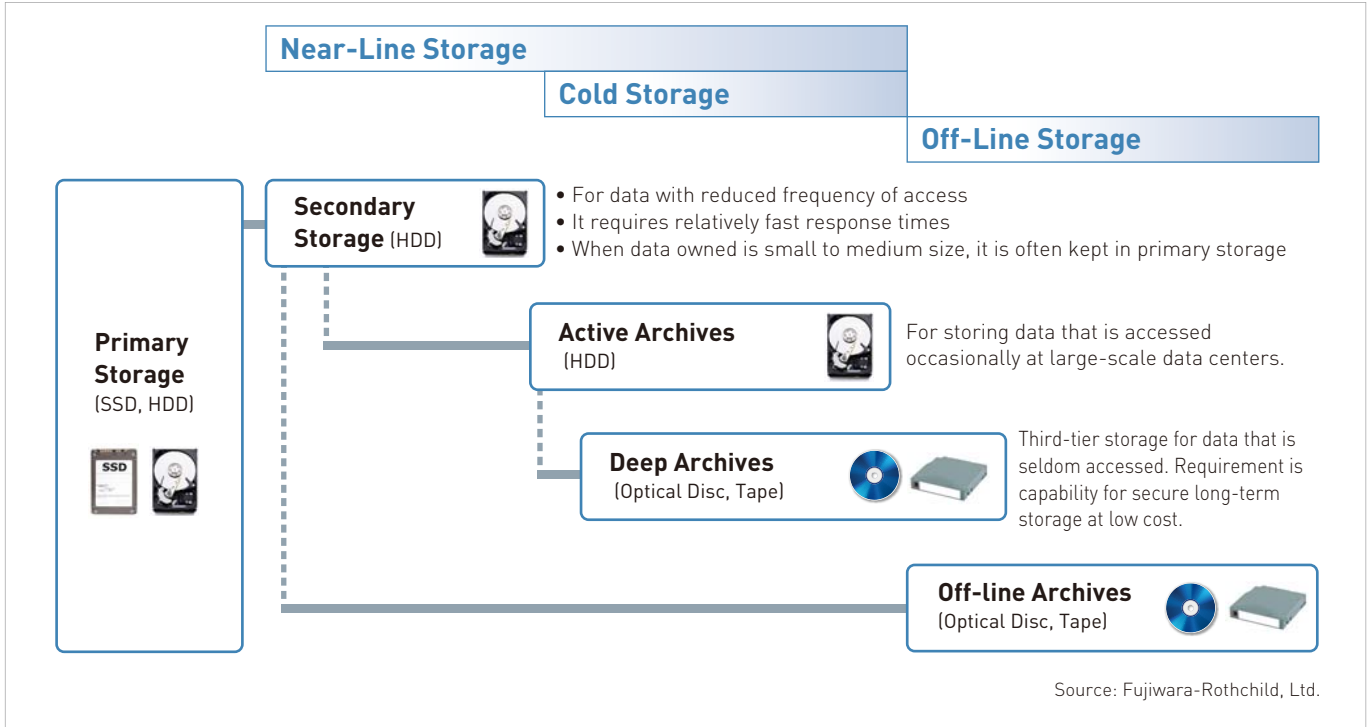 Near-Line Storage
Cold Storage
Off-Line Storage
Primary
Storage
(SSD, HDD)
SSD
Secondary
Storage (HDD)
• For data with reduced frequency of access
• It requires relatively fast response times
• When data owned is small to medium size, it is often kept in primary storage
Active Archives
(HDD)
For storing data that is accessed
occasionally at large-scale data centers.
Deep Archives
(Optical Disc, Tape)
Third-tier storage for data that is
seldom accessed. Requirement is
capability for secure long-term
storage at low cost.
Off-line Archives
(Optical Disc, Tape)
Source: Fujiwara-Rothchild, Ltd.